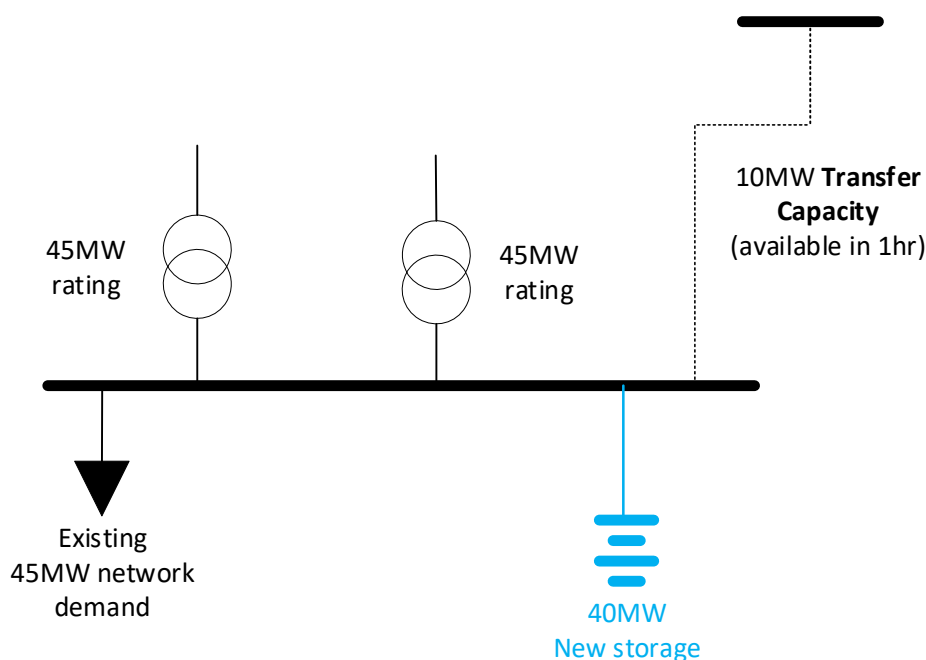 10MW Transfer
Capacity
(available in 1hr)
45MW
rating
45MW
rating
Existing
45MW network
demand
40MW
New storage